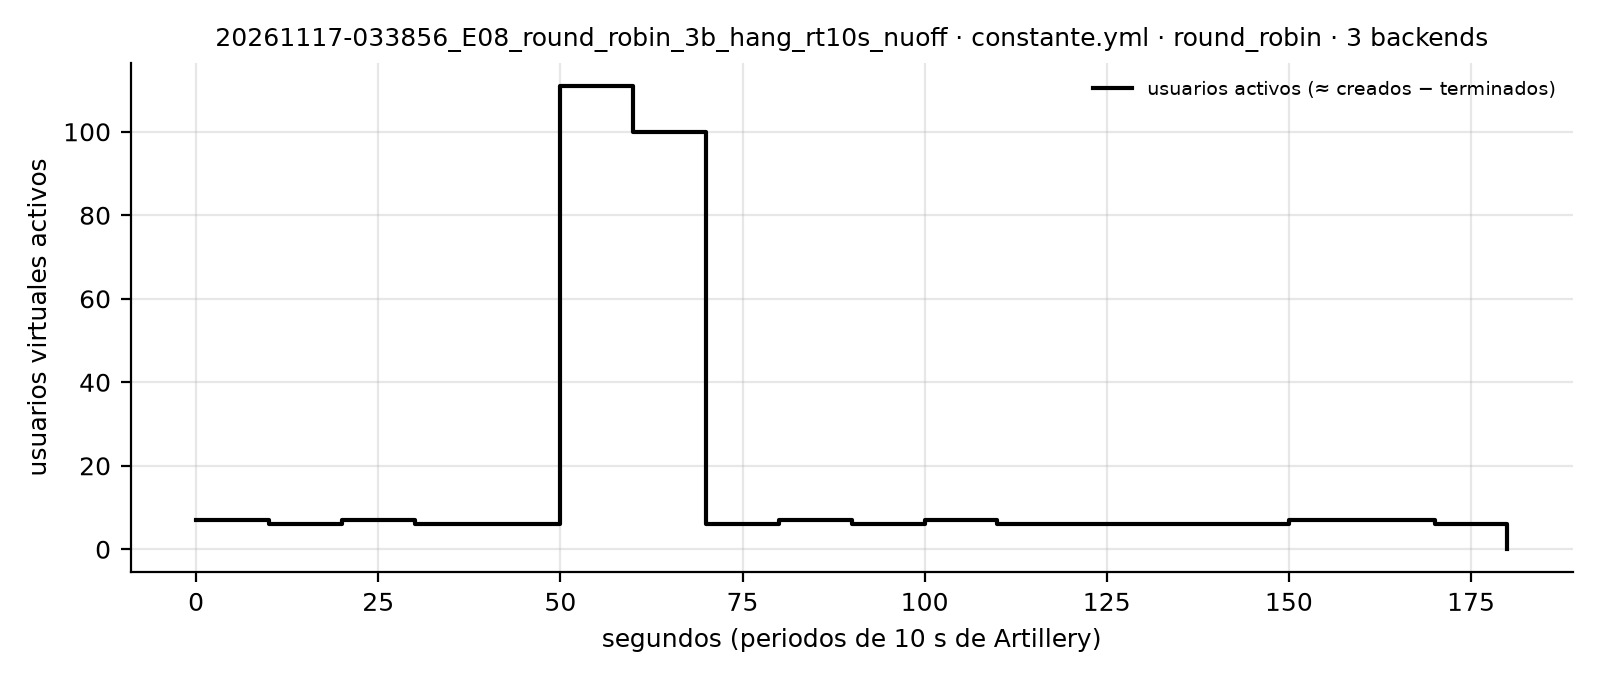 20261117-033856_E08_round_robin_3b_hang_rt10s_nuoff · constante.yml · round_robin · 3 backends
usuarios activos (≈ creados − terminados)
usuarios virtuales activos
100
80
60
40
20
0
0 25 50 75 100 125 150 175
segundos (periodos de 10 s de Artillery)